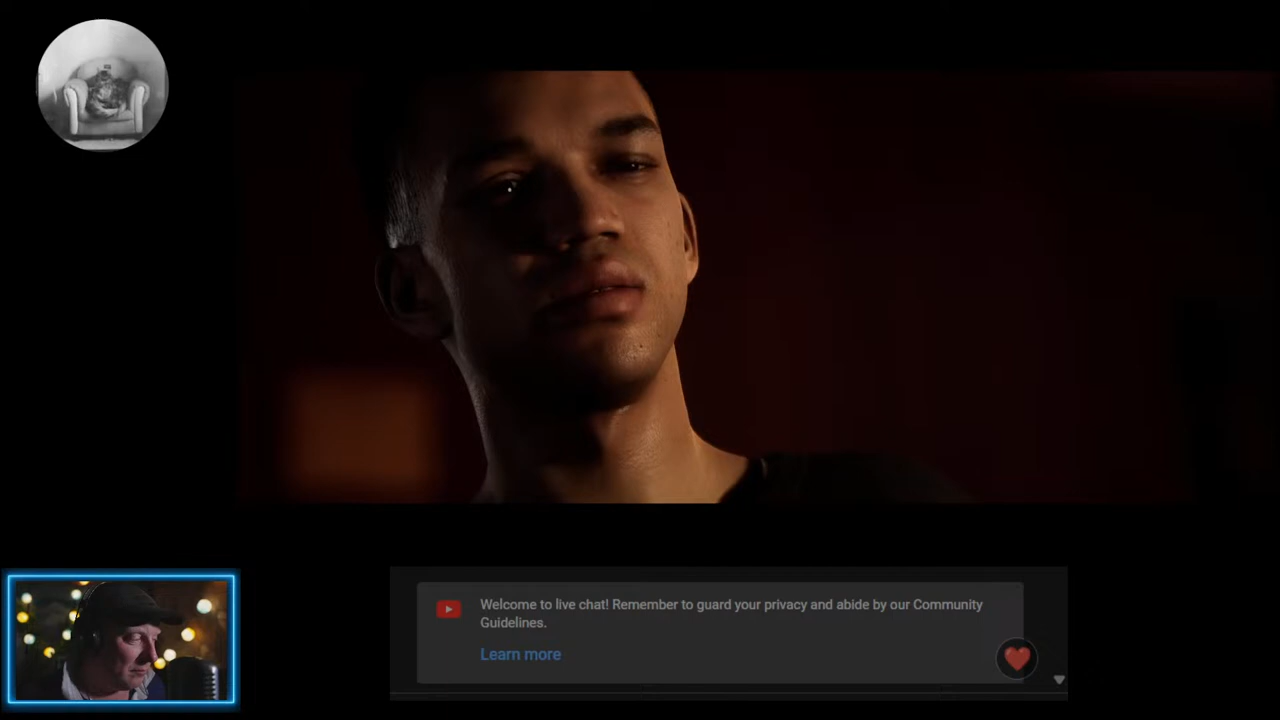 Welcome to live chat! Remember to guard your privacy and abide by our Community
Guidelines.
Learn more